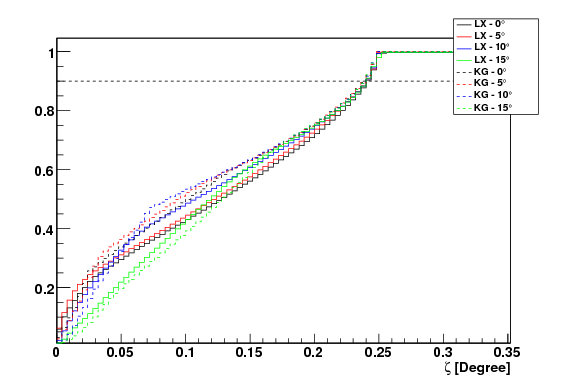 LX - 0°
LX - 5°
LX - 10°
LX - 15°
KG - 0°
KG - 5°
KG - 10°
KG - 15°
1
0.8
0.6
0.4
0.2
0 0.05 0.1 0.15 0.2 0.25 0.3 0.35
ζ [Degree]